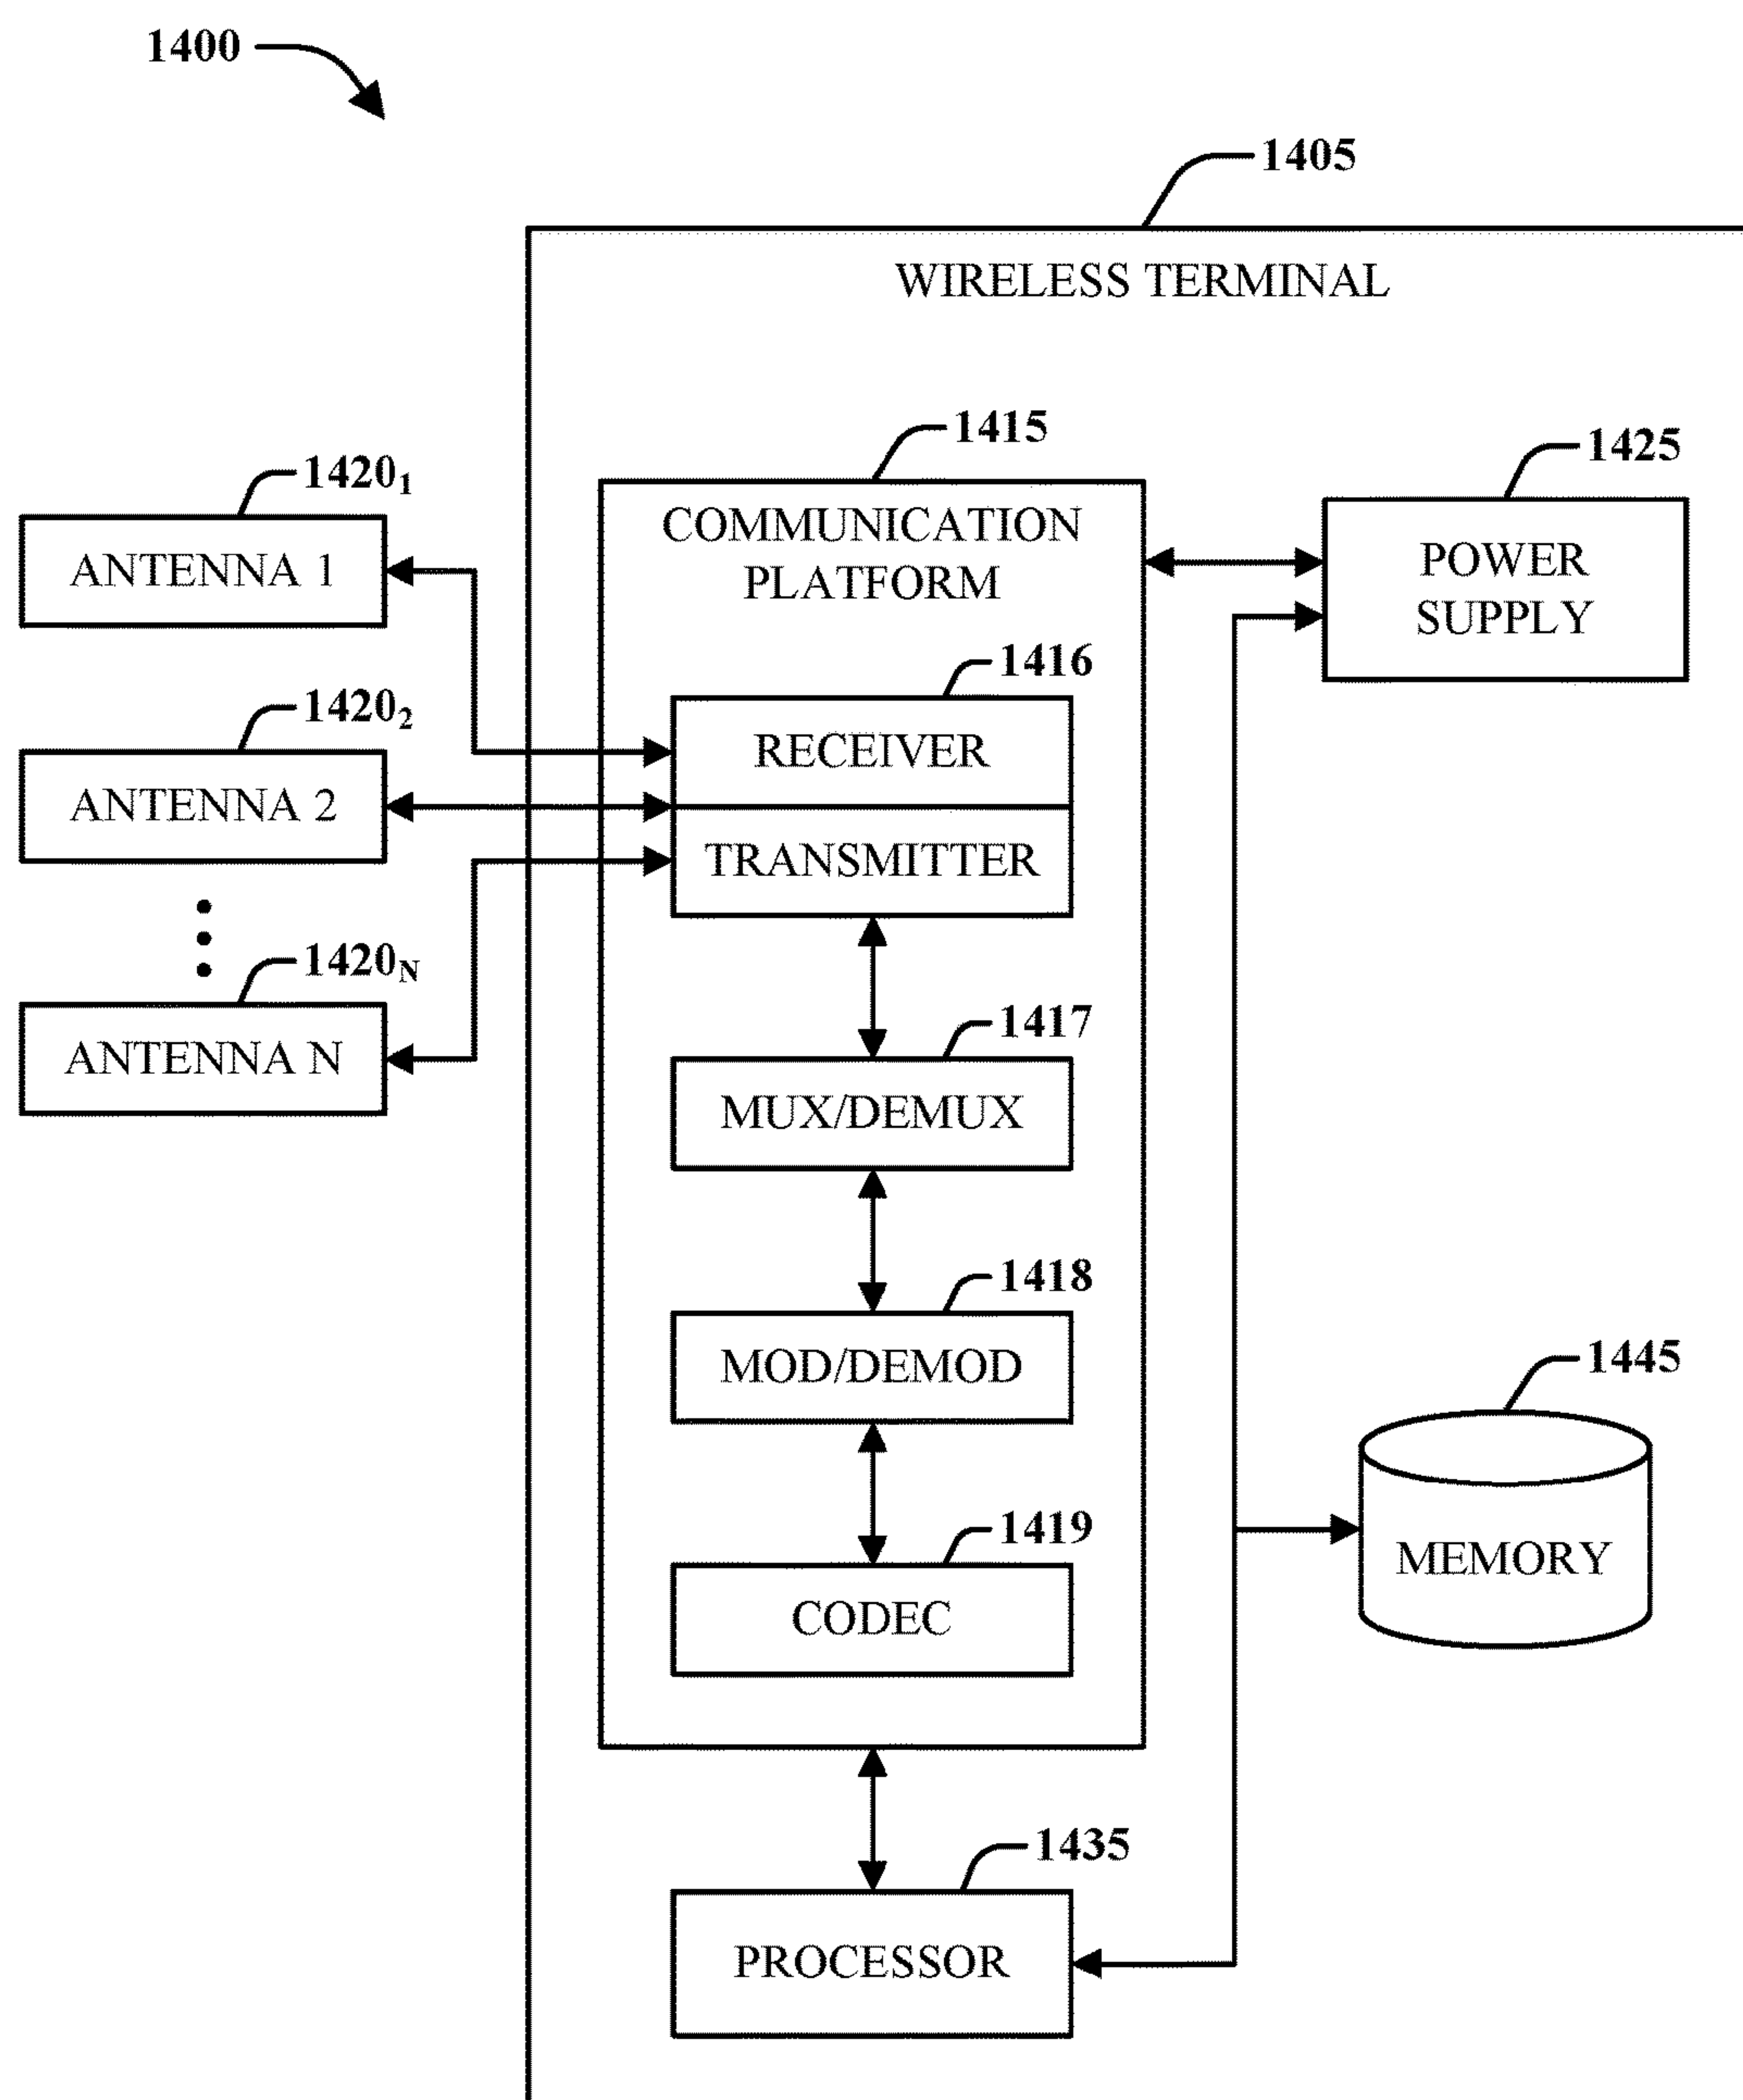 1400
1405
WIRELESS TERMINAL
1415
COMMUNICATION
PLATFORM
1425
POWER
SUPPLY
1420₁
ANTENNA 1
1416
RECEIVER
1420₂
ANTENNA 2
TRANSMITTER
1420N
ANTENNA N
1417
MUX/DEMUX
1418
MOD/DEMOD
1445
MEMORY
1419
CODEC
1435
PROCESSOR